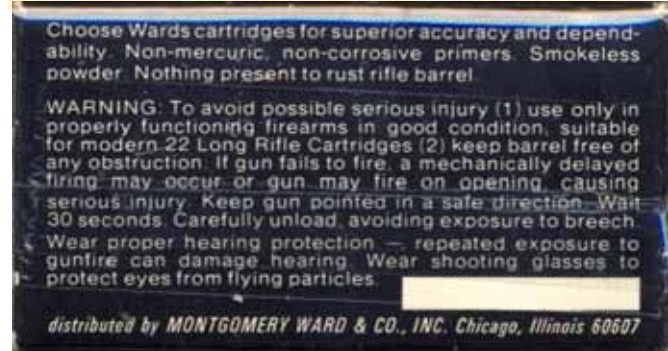 Choose Wards cartridges for superior accuracy and depend-
ability. Non-mercuric, non-corrosive primers. Smokeless
powder. Nothing present to rust rifle barrel.
WARNING: To avoid possible serious injury (1) use only in
properly functioning firearms in good condition, suitable
for modern 22 Long Rifle Cartridges (2) keep barrel free of
any obstruction. If gun fails to fire, a mechanically delayed
firing may occur or gun may fire on opening, causing
serious injury. Keep gun pointed in a safe direction. Wait
30 seconds. Carefully unload, avoiding exposure to breech.
Wear proper hearing protection — repeated exposure to
gunfire can damage hearing. Wear shooting glasses to
protect eyes from flying particles.
distributed by MONTGOMERY WARD & CO., INC. Chicago, Illinois 60607